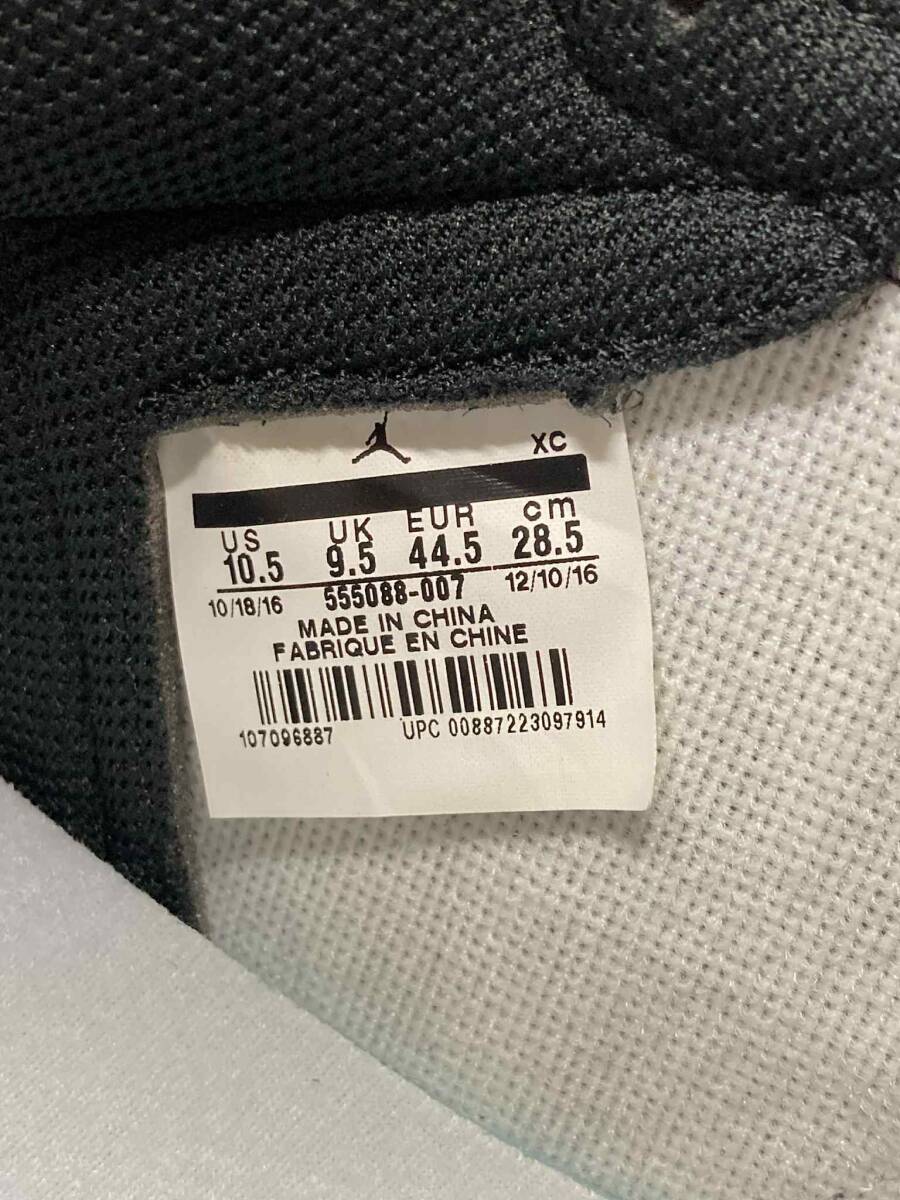 XC
US UK EUR cm
10.5 9.5 44.5 28.5
10/18/16 555088-007 12/10/16
MADE IN CHINA
FABRIQUE EN CHINE
107096887 UPC 00887223097914